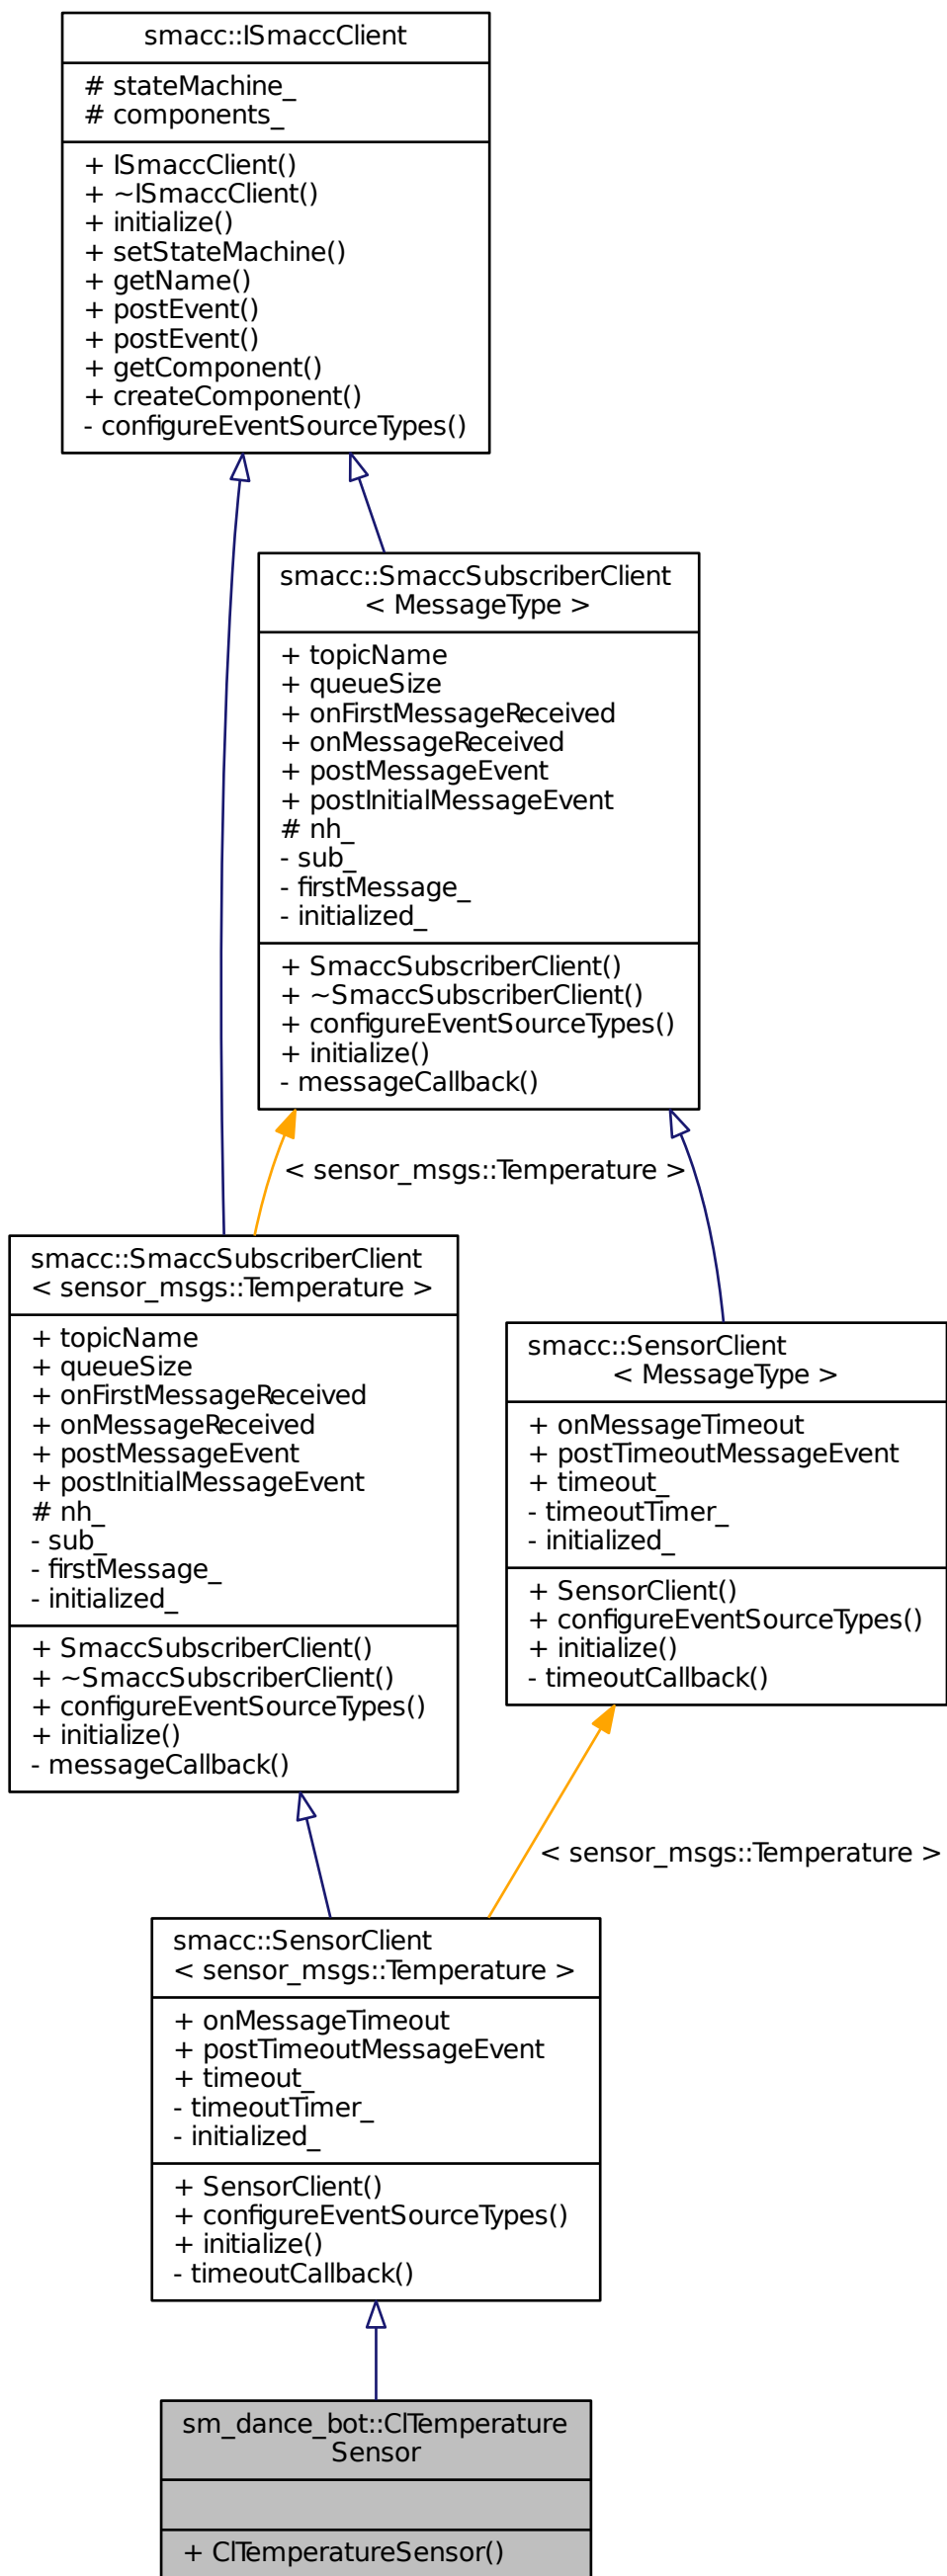 smacc::ISmaccClient
# stateMachine_
# components_
+ ISmaccClient()
+ ~ISmaccClient()
+ initialize()
+ setStateMachine()
+ getName()
+ postEvent()
+ postEvent()
+ getComponent()
+ createComponent()
- configureEventSourceTypes()
smacc::SmaccSubscriberClient
< MessageType >
+ topicName
+ queueSize
+ onFirstMessageReceived
+ onMessageReceived
+ postMessageEvent
+ postInitialMessageEvent
# nh_
- sub_
- firstMessage_
- initialized_
+ SmaccSubscriberClient()
+ ~SmaccSubscriberClient()
+ configureEventSourceTypes()
+ initialize()
- messageCallback()
< sensor_msgs::Temperature >
smacc::SmaccSubscriberClient
< sensor_msgs::Temperature >
+ topicName
+ queueSize
+ onFirstMessageReceived
+ onMessageReceived
+ postMessageEvent
+ postInitialMessageEvent
# nh_
- sub_
- firstMessage_
- initialized_
+ SmaccSubscriberClient()
+ ~SmaccSubscriberClient()
+ configureEventSourceTypes()
+ initialize()
- messageCallback()
smacc::SensorClient
< MessageType >
+ onMessageTimeout
+ postTimeoutMessageEvent
+ timeout_
- timeoutTimer_
- initialized_
+ SensorClient()
+ configureEventSourceTypes()
+ initialize()
- timeoutCallback()
< sensor_msgs::Temperature >
smacc::SensorClient
< sensor_msgs::Temperature >
+ onMessageTimeout
+ postTimeoutMessageEvent
+ timeout_
- timeoutTimer_
- initialized_
+ SensorClient()
+ configureEventSourceTypes()
+ initialize()
- timeoutCallback()
sm_dance_bot::ClTemperature
Sensor
+ ClTemperatureSensor()